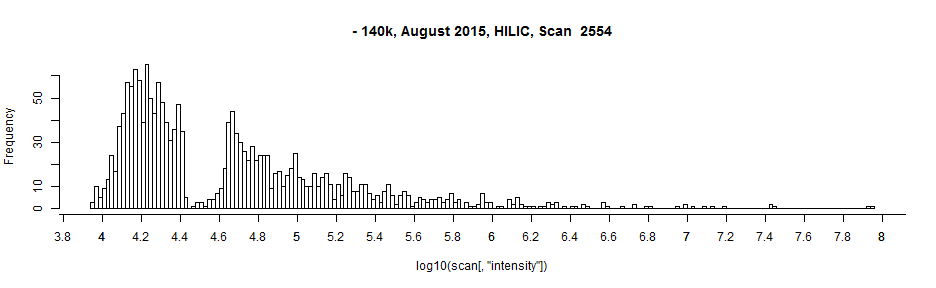 - 140k, August 2015, HILIC, Scan  2554
Frequency
50
30
10
0
3.8 4 4.2 4.4 4.6 4.8 5 5.2 5.4 5.6 5.8 6 6.2 6.4 6.6 6.8 7 7.2 7.4 7.6 7.8 8
log10(scan[, "intensity"])